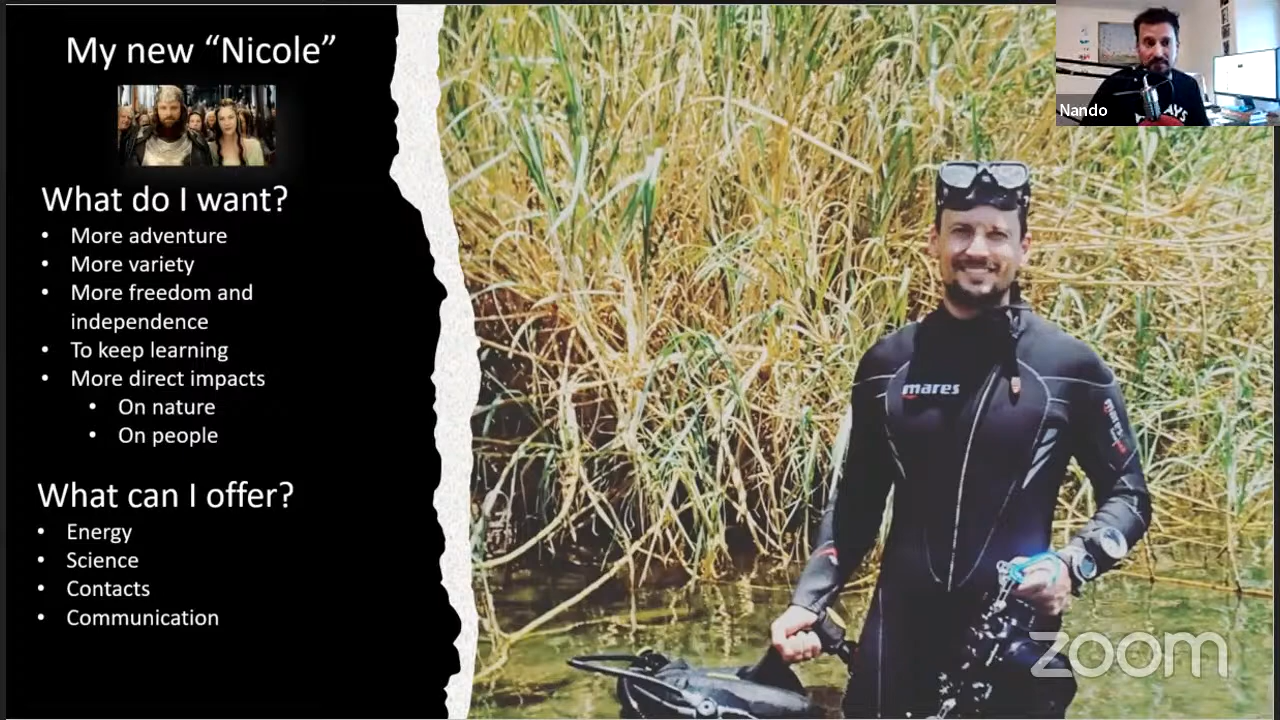 My new “Nicole”
What do I want?
• More adventure
• More variety
• More freedom and
independence
• To keep learning
• More direct impacts
• On nature
• On people
What can I offer?
• Energy
• Science
• Contacts
• Communication
mares
Nando
zoom